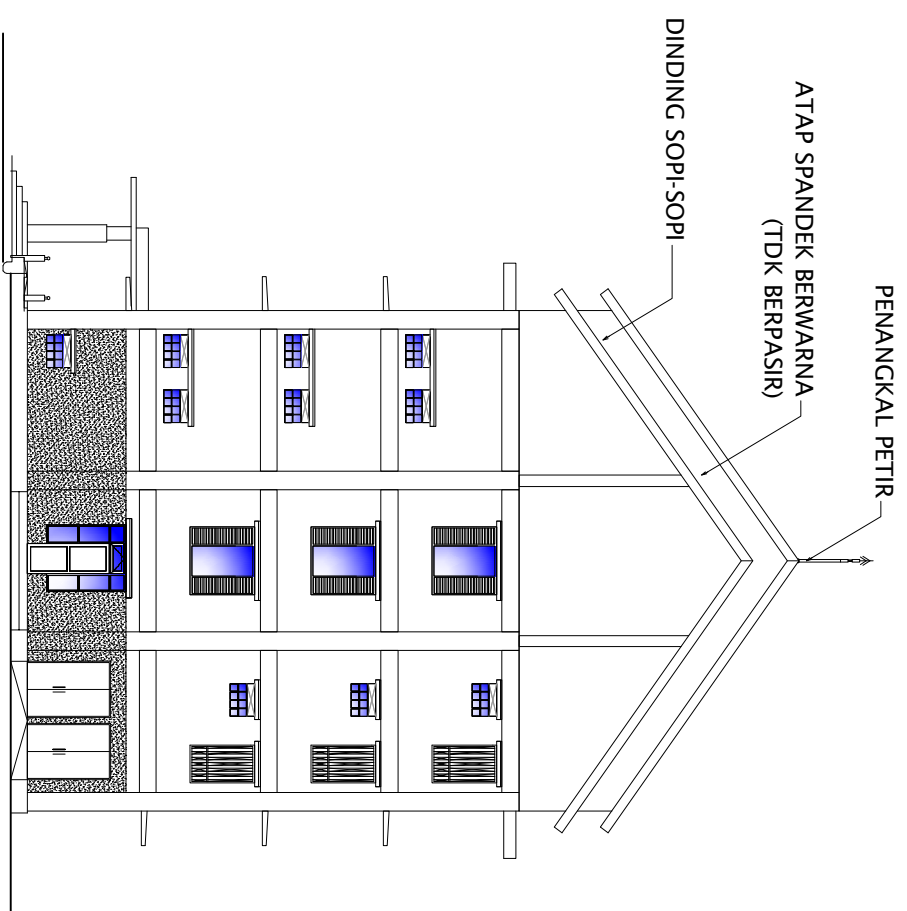 PENANGKAL PETIR
ATAP SPANDEK BERWARNA
(TDK BERPASIR)
DINDING SOPI-SOPI